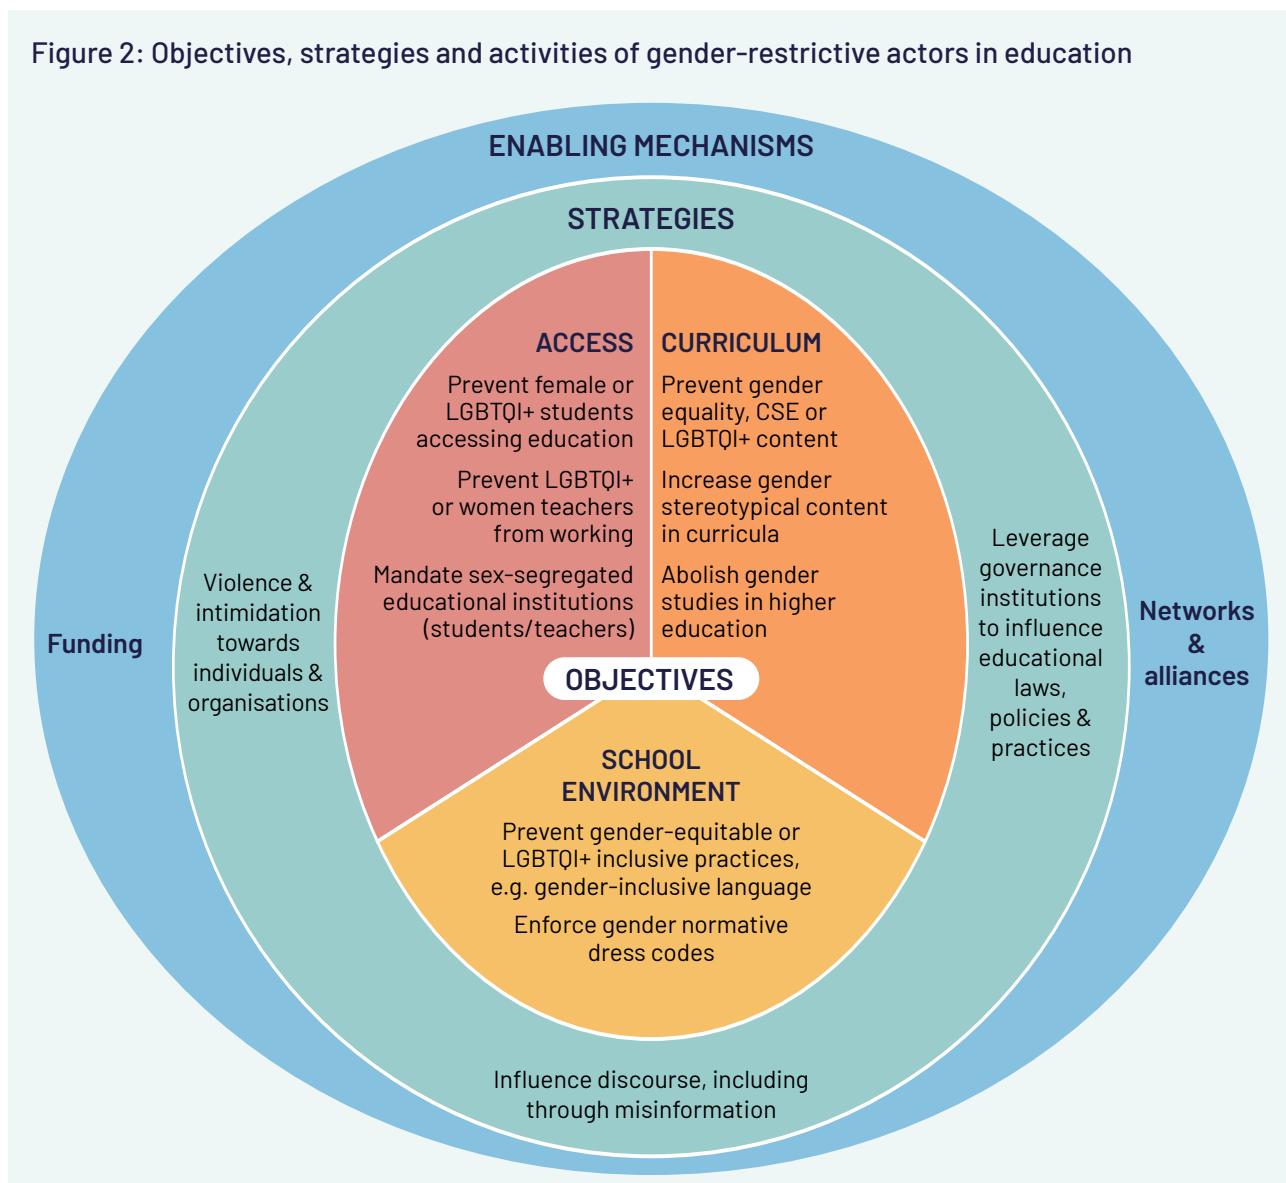 Figure 2: Objectives, strategies and activities of gender-restrictive actors in education
ENABLING MECHANISMS
STRATEGIES
ACCESS
Prevent female or
LGBTQI+ students
accessing education
Prevent LGBTQI+
or women teachers
from working
Mandate sex-segregated
educational institutions
(students/teachers)
CURRICULUM
Prevent gender
equality, CSE or
LGBTQI+ content
Increase gender
stereotypical content
in curricula
Abolish gender
studies in higher
education
OBJECTIVES
SCHOOL
ENVIRONMENT
Prevent gender-equitable or
LGBTQI+ inclusive practices,
e.g. gender-inclusive language
Enforce gender normative
dress codes
Violence &
intimidation
towards
individuals &
organisations
Leverage
governance
institutions
to influence
educational
laws,
policies &
practices
Influence discourse, including
through misinformation
Funding
Networks
&
alliances